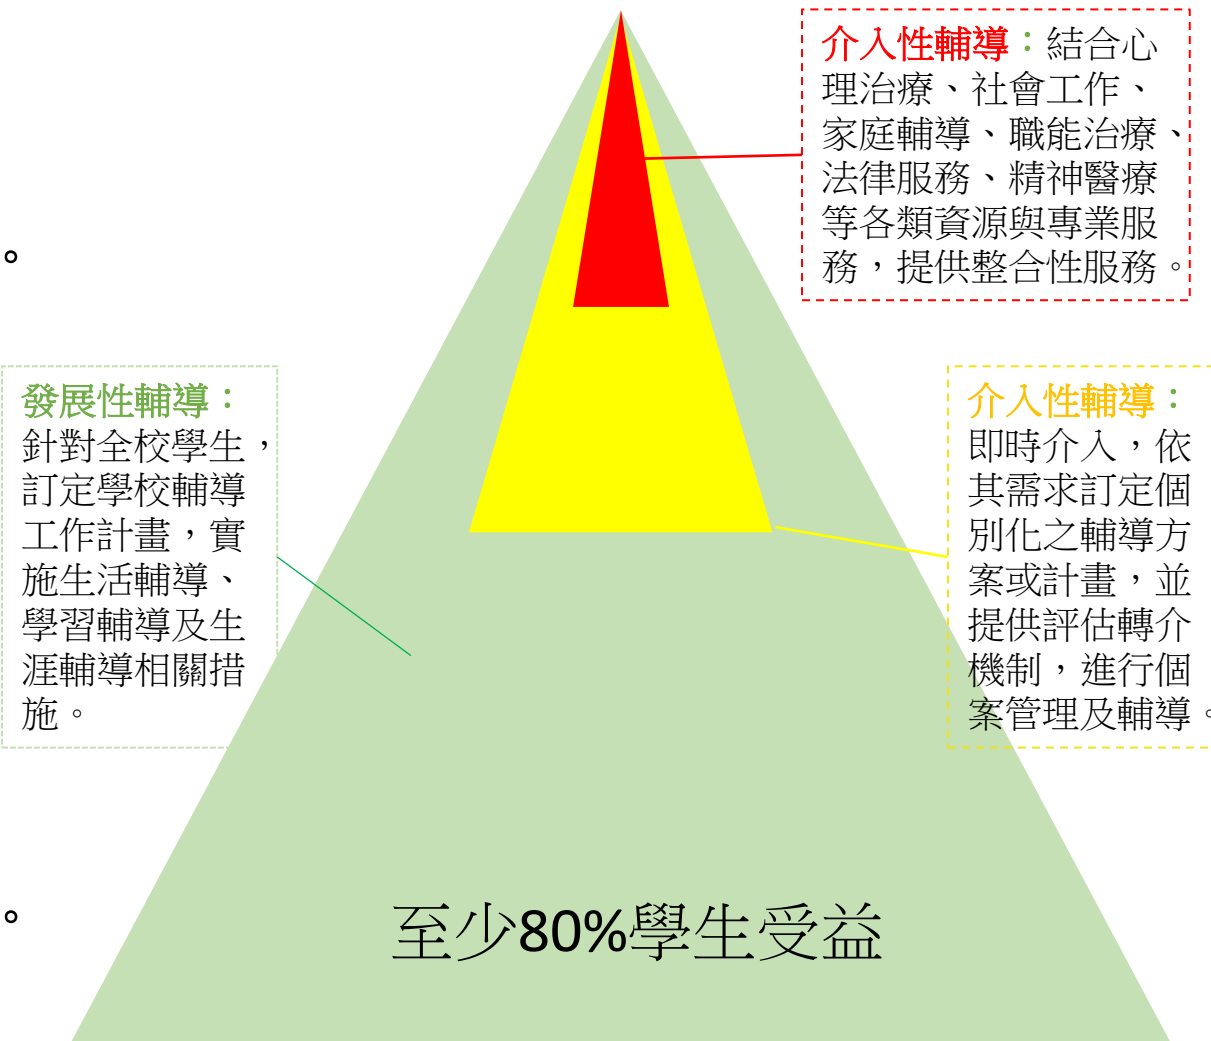 介入性輔導：結合心
理治療、社會工作、
家庭輔導、職能治療、
法律服務、精神醫療
等各類資源與專業服
務，提供整合性服務。
。
發展性輔導：
針對全校學生，
訂定學校輔導
工作計畫，實
施生活輔導、
學習輔導及生
涯輔導相關措
施。
介入性輔導：
即時介入，依
其需求訂定個
別化之輔導方
案或計畫，並
提供評估轉介
機制，進行個
案管理及輔導。
。
至少80%學生受益